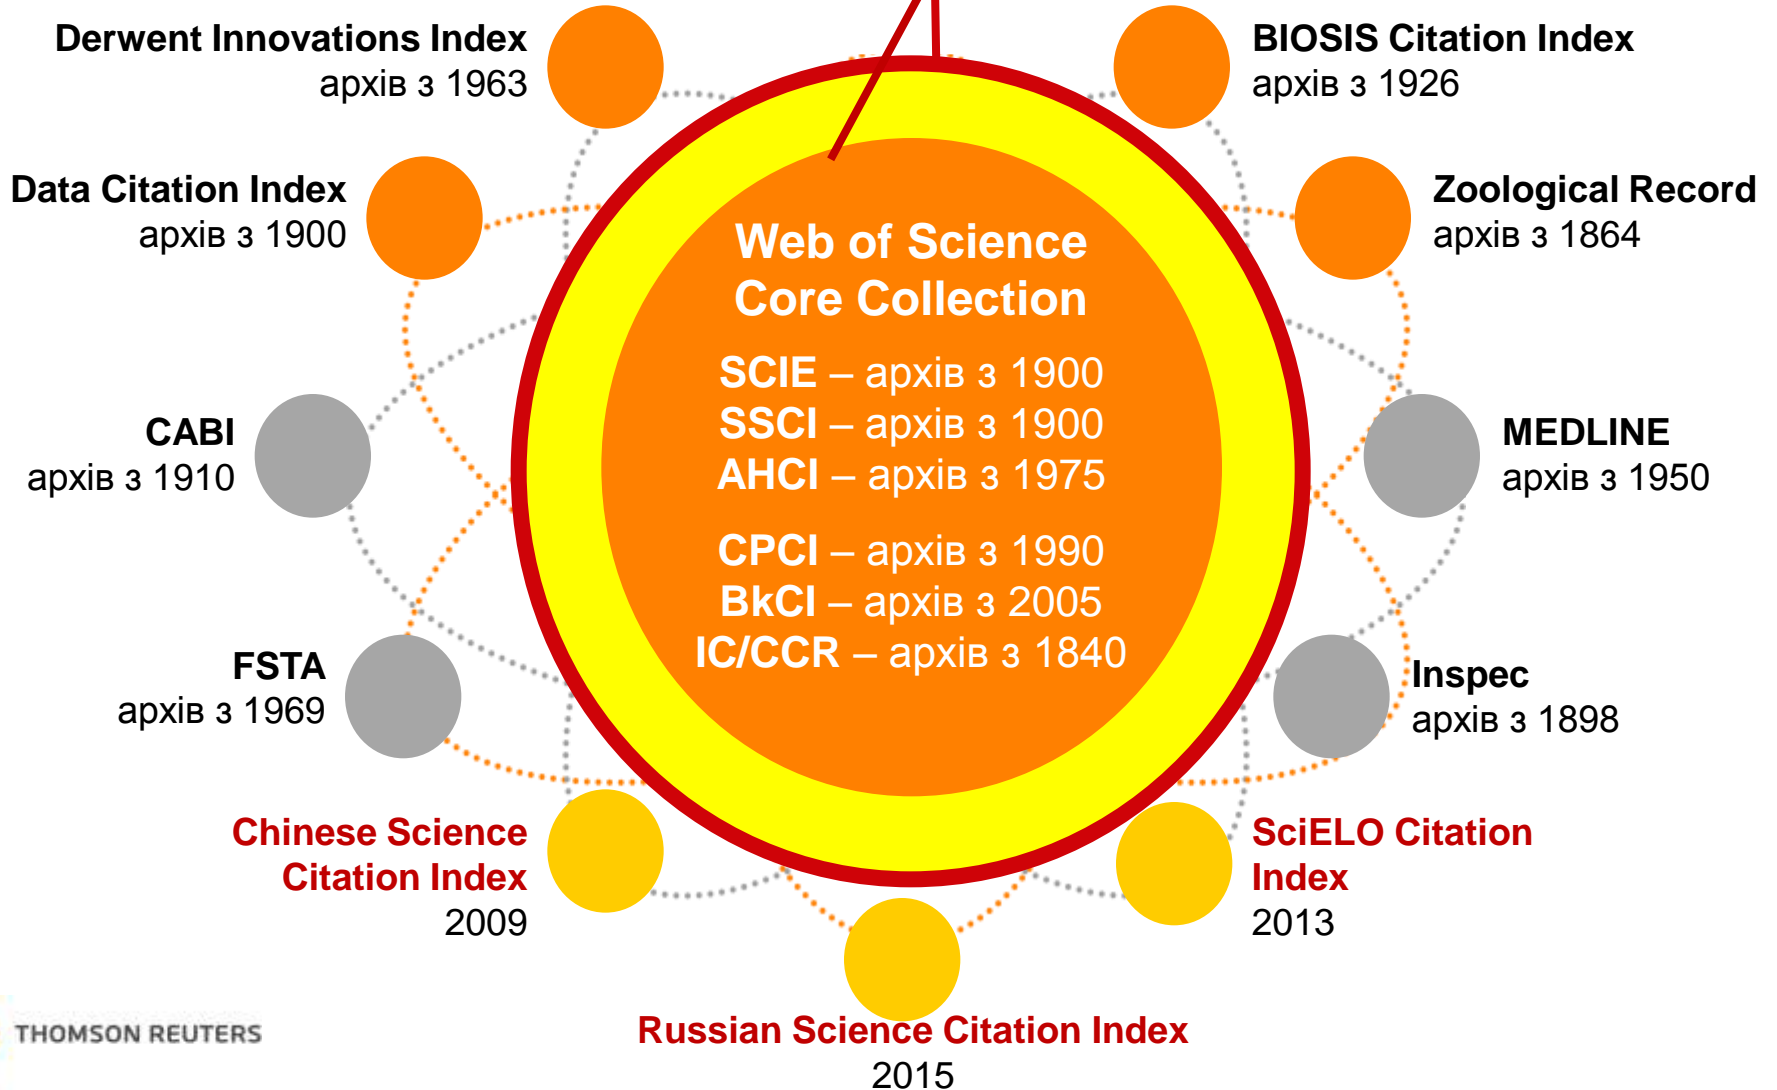 Derwent Innovations Index
архів з 1963
BIOSIS Citation Index
архів з 1926
Data Citation Index
архів з 1900
Zoological Record
архів з 1864
Web of Science
Core Collection
SCIE – архів з 1900
SSCI – архів з 1900
AHCI – архів з 1975
CPCI – архів з 1990
BkCI – архів з 2005
IC/CCR – архів з 1840
CABI
архів з 1910
MEDLINE
архів з 1950
FSTA
архів з 1969
Inspec
архів з 1898
Chinese Science
Citation Index
2009
SciELO Citation
Index
2013
Russian Science Citation Index
2015
THOMSON REUTERS